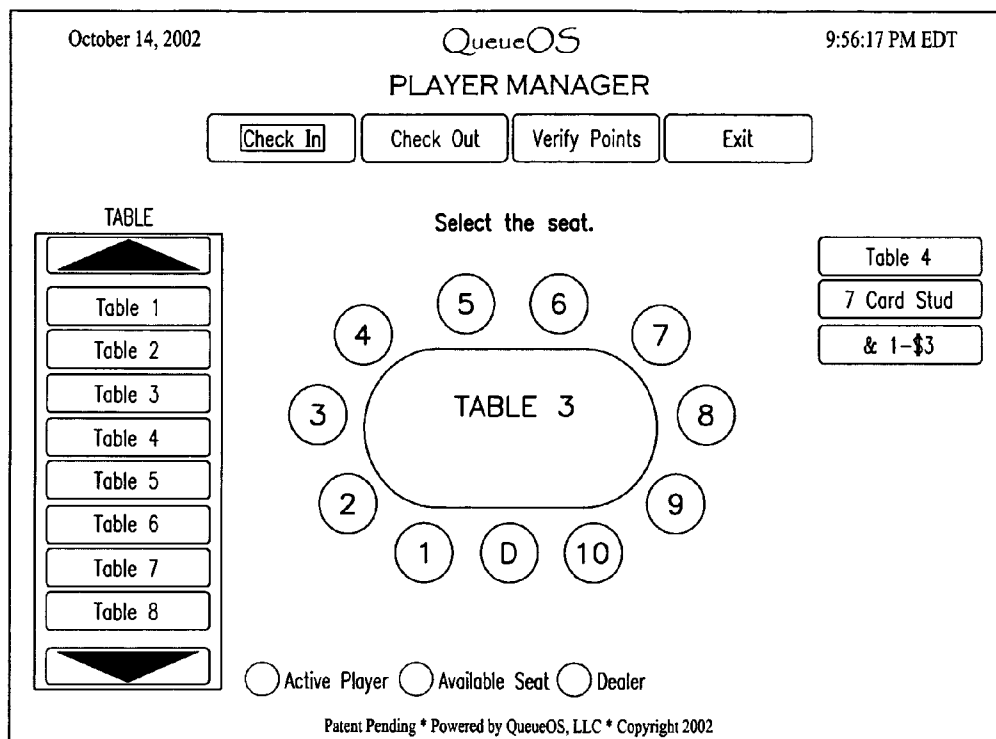 October 14, 2002 QueueOS 9:56:17 PM EDT
PLAYER MANAGER
Check In Check Out Verify Points Exit
TABLE
Select the seat.
Table 1
Table 2
Table 3
Table 4
Table 5
Table 6
Table 7
Table 8
5 6
4 7
3 TABLE 3 8
2 9
1 D 10
Table 4
7 Card Stud
& 1-$3
Active Player Available Seat Dealer
Patent Pending * Powered by QueueOS, LLC * Copyright 2002